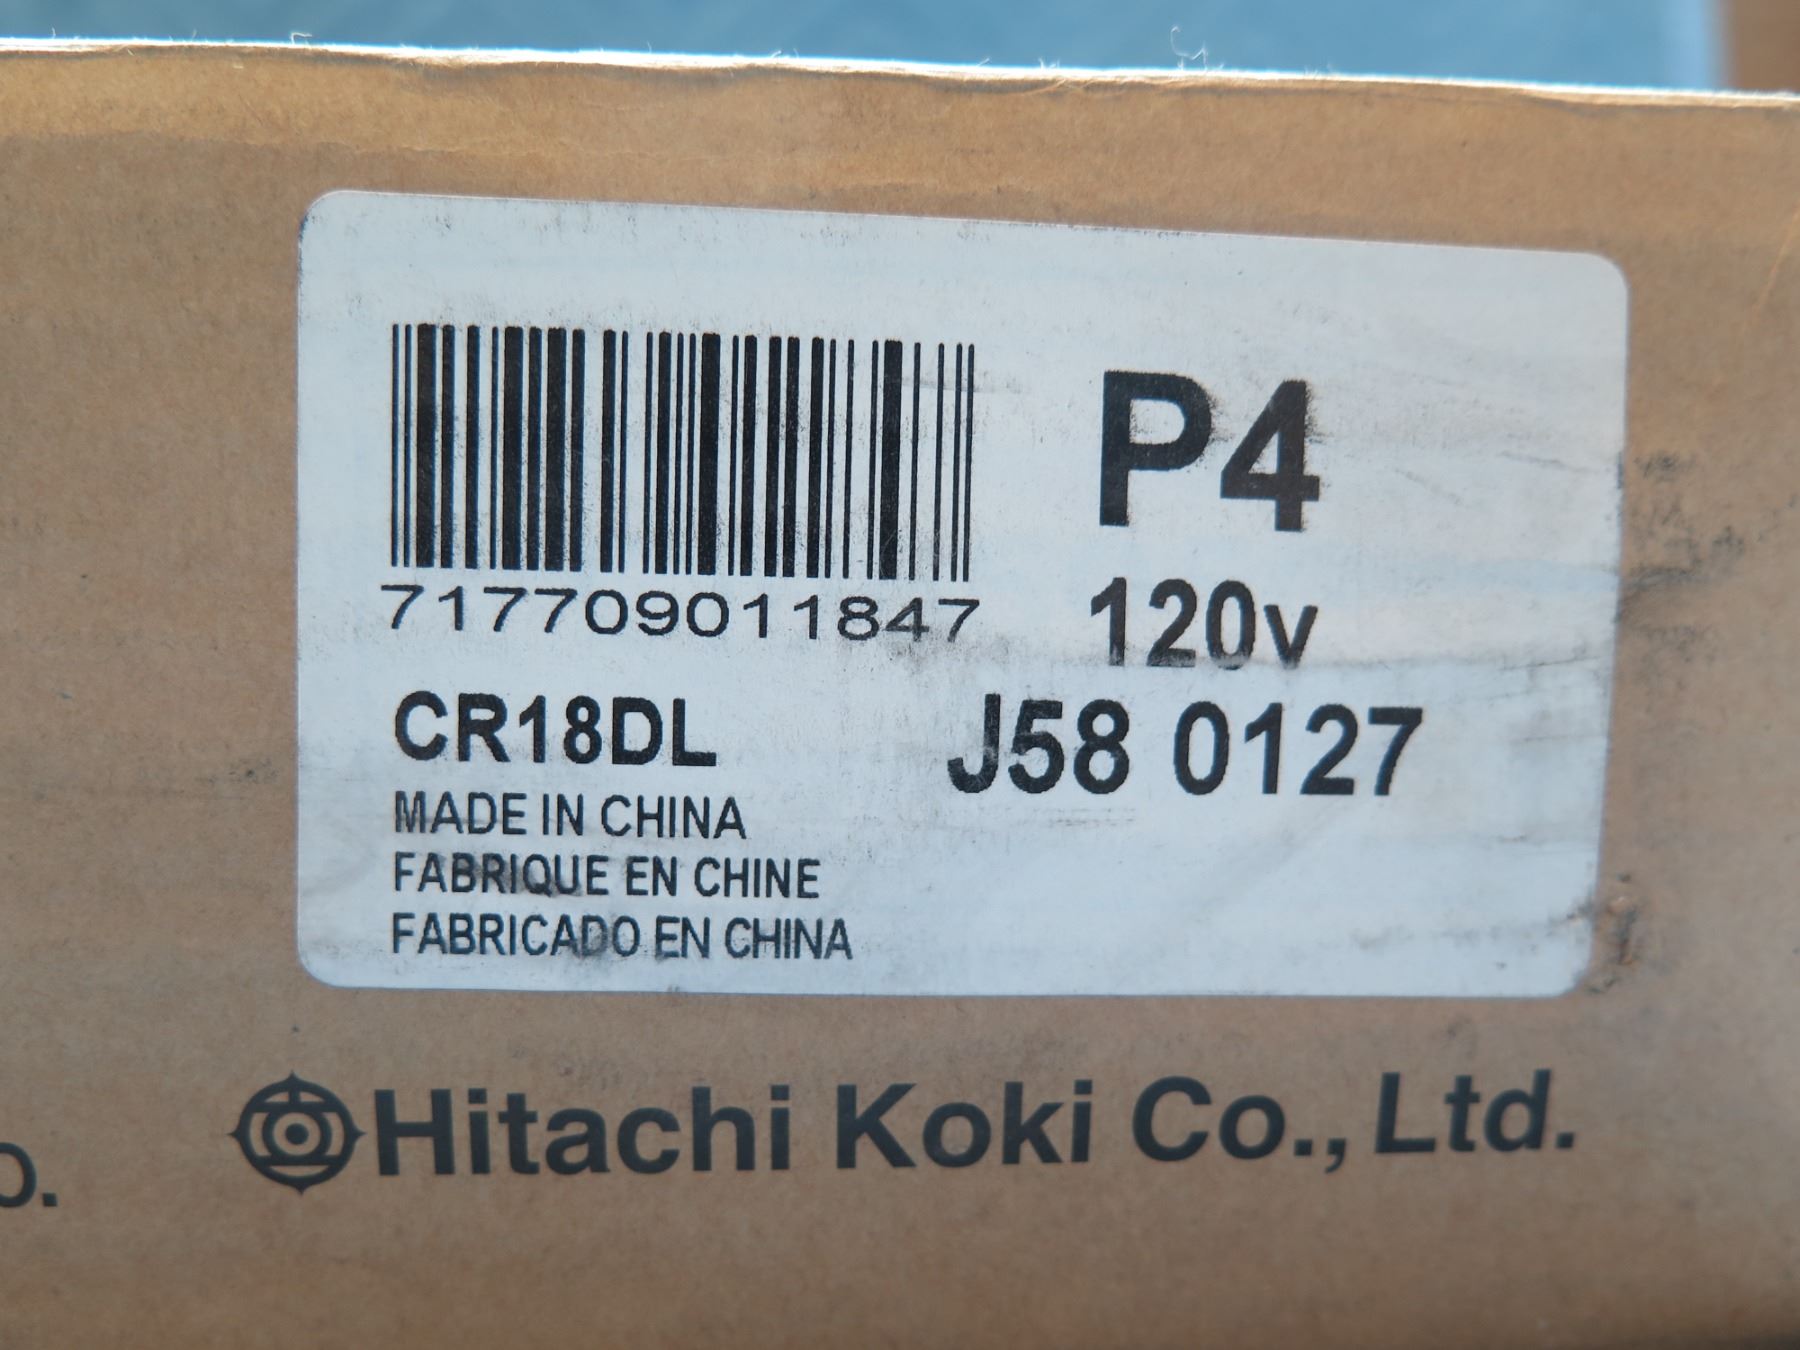 P4
717709011847
120v
CR18DL
J58 0127
MADE IN CHINA
FABRIQUE EN CHINE
FABRICADO EN CHINA
Hitachi Koki Co., Ltd.